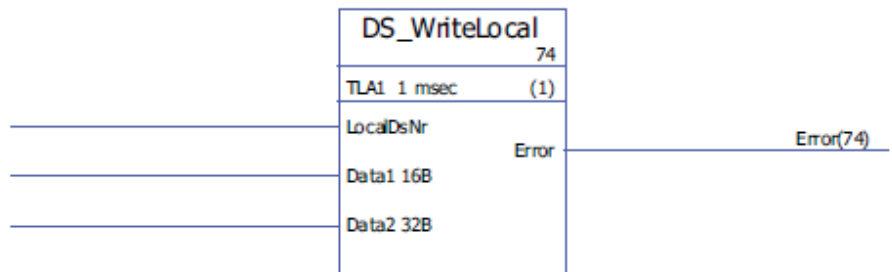 DS_WriteLocal
74
TLA1 1 msec (1)
LocalDsNr
Error
Error(74)
Data1 16B
Data2 32B